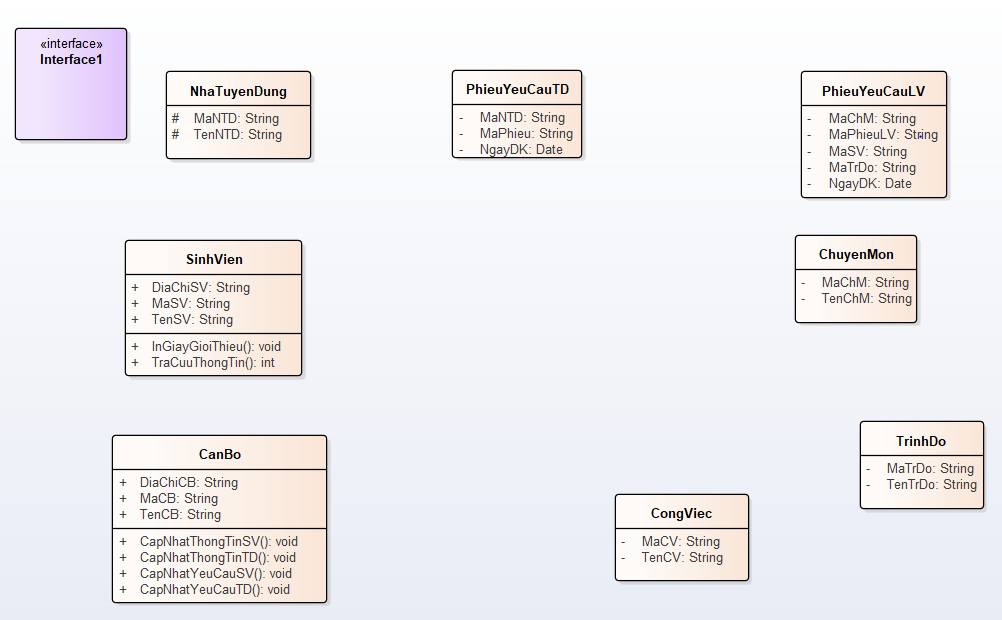 «interface»
Interface1
NhaTuyenDung
# MaNTD: String
# TenNTD: String
PhieuYeuCauTD
- MaNTD: String
- MaPhieu: String
- NgayDK: Date
PhieuYeuCauLV
- MaChM: String
- MaPhieuLV: String
- MaSV: String
- MaTrDo: String
- NgayDK: Date
SinhVien
+ DiaChiSV: String
+ MaSV: String
+ TenSV: String
+ InGiayGioiThieu(): void
+ TraCuuThongTin(): int
ChuyenMon
- MaChM: String
- TenChM: String
CanBo
+ DiaChiCB: String
+ MaCB: String
+ TenCB: String
+ CapNhatThongTinSV(): void
+ CapNhatThongTinTD(): void
+ CapNhatYeuCauSV(): void
+ CapNhatYeuCauTD(): void
CongViec
- MaCV: String
- TenCV: String
TrinhDo
- MaTrDo: String
- TenTrDo: String